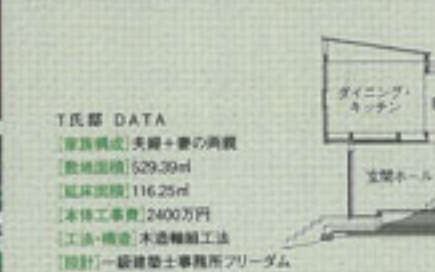 T氏邸 DATA
[家族構成]夫婦+妻の両親
[敷地面積]529.39㎡
[延床面積]116.25㎡
[本体工事費]2400万円
[工法・構造]木造軸組工法
[設計]一級建築士事務所フリーダム
ダイニング・
キッチン
玄関ホール